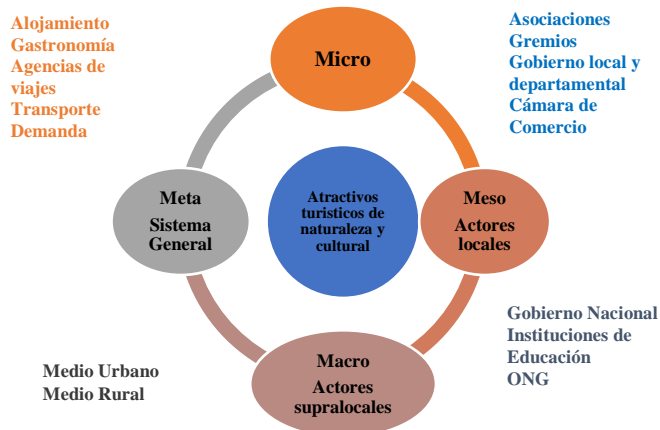 Alojamiento
Gastronomía
Agencias de
viajes
Transporte
Demanda
Micro
Asociaciones
Gremios
Gobierno local y
departamental
Cámara de
Comercio
Meta
Sistema
General
Atractivos
turisticos de
naturaleza y
cultural
Meso
Actores
locales
Medio Urbano
Medio Rural
Macro
Actores
supralocales
Gobierno Nacional
Instituciones de
Educación
ONG